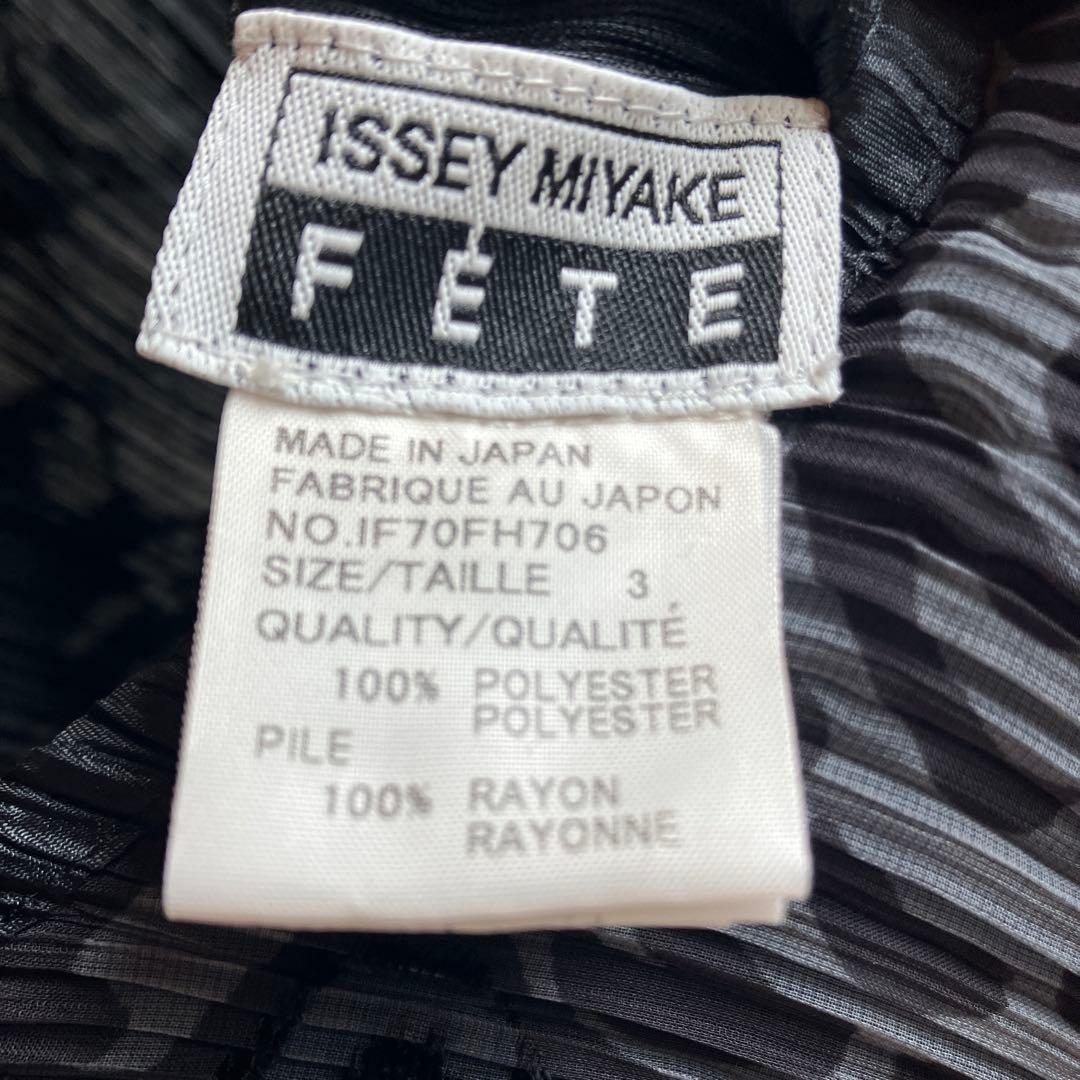 ISSEY MIYAKE
FÊTE
MADE IN JAPAN
FABRIQUE AU JAPON
NO.IF70FH706
SIZE/TAILLE 3
QUALITY/QUALITÉ
100% POLYESTER
POLYESTER
PILE
100% RAYON
RAYONNE